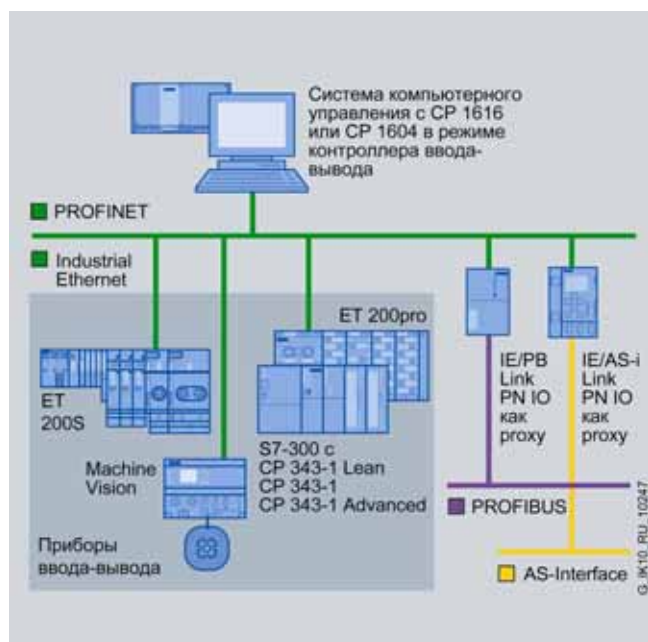 Система компьютерного
управления с CP 1616
или CP 1604 в режиме
контроллера ввода-
вывода
PROFINET
Industrial
Ethernet
ET 200pro
ET
200S
Machine
Vision
S7-300 с
CP 343-1 Lean
CP 343-1
CP 343-1 Advanced
Приборы
ввода-вывода
IE/PB
Link
PN IO
как
proxy
IE/AS-i
Link
PN IO
как
proxy
PROFIBUS
AS-Interface
G_IK10_RU_10247